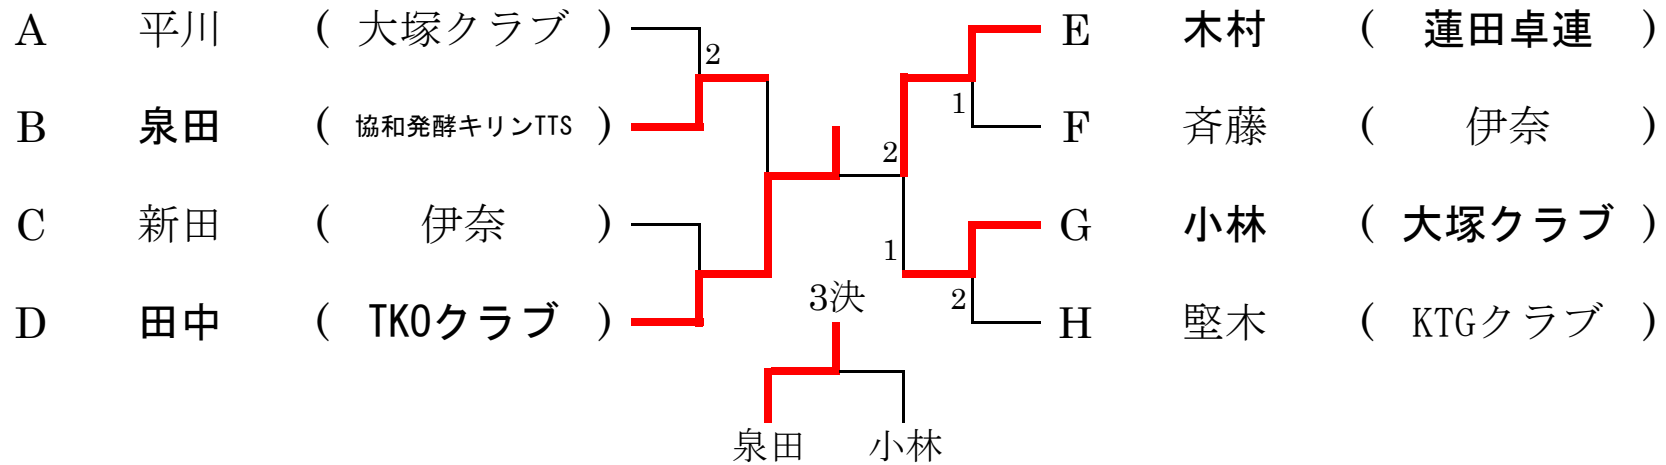 A 平川 ( 大塚クラブ ) E 木村 ( 蓮田卓連 )
2
1
B 泉田 ( 協和発酵キリンTTS ) F 斉藤 ( 伊奈 )
2
C 新田 ( 伊奈 ) G 小林 ( 大塚クラブ )
1
3決 2
D 田中 ( TKOクラブ ) H 堅木 ( KTGクラブ )
泉田 小林